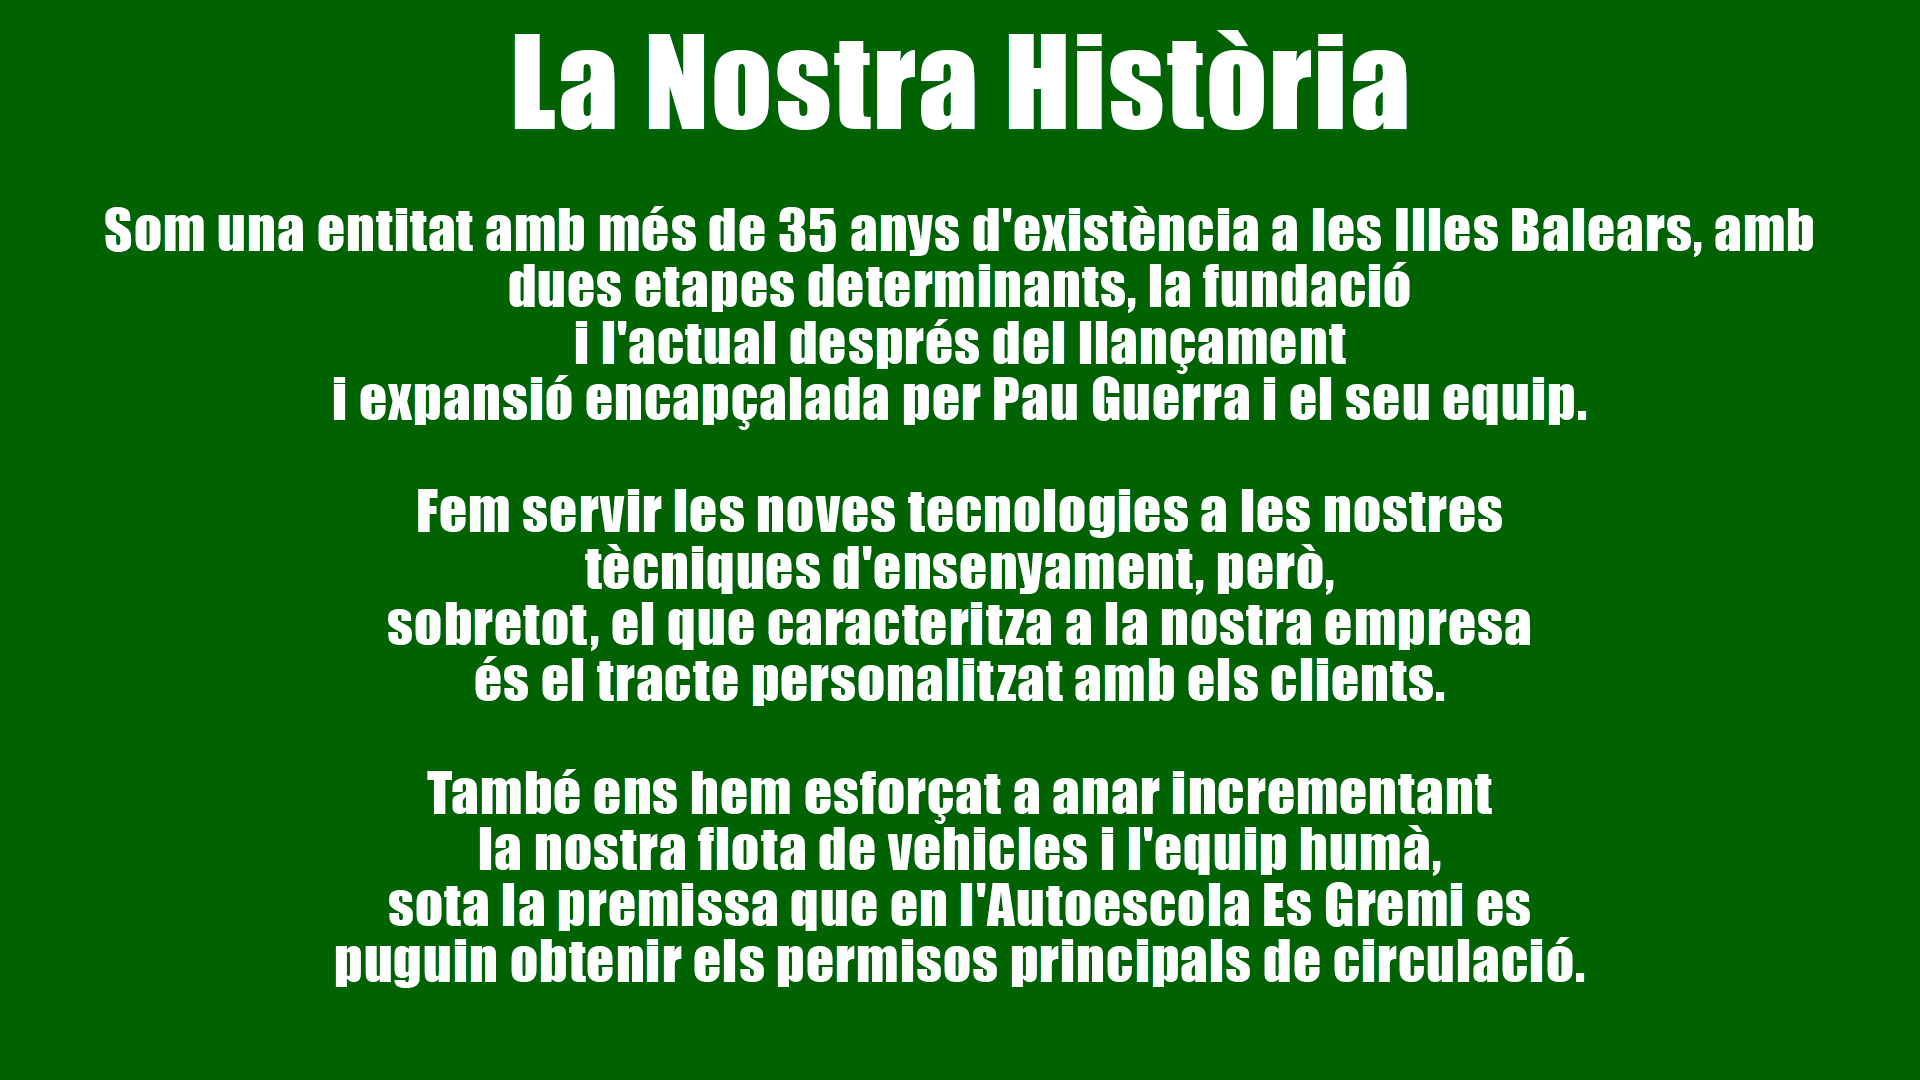 La Nostra Història
Som una entitat amb més de 35 anys d'existència a les Illes Balears, amb
dues etapes determinants, la fundació
i l'actual després del llançament
i expansió encapçalada per Pau Guerra i el seu equip.
Fem servir les noves tecnologies a les nostres
tècniques d'ensenyament, però,
sobretot, el que caracteritza a la nostra empresa
és el tracte personalitzat amb els clients.
També ens hem esforçat a anar incrementant
la nostra flota de vehicles i l'equip humà,
sota la premissa que en l'Autoescola Es Gremi es
puguin obtenir els permisos principals de circulació.